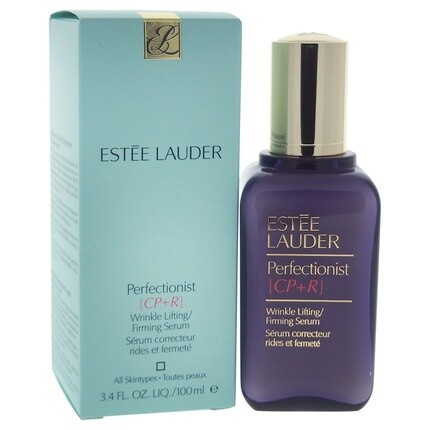 ESTĒE LAUDER
Perfectionist
[CP+R]
Wrinkle Lifting/
Firming Serum
Sérum correcteur
rides et fermeté
All Skintypes • Toutes peaux
3.4 FL. OZ. LIQ./100mle
ESTĒE
LAUDER
Perfectionist
[CP+R]
Wrinkle Lifting/
Firming Serum
Sérum correcteur
rides et fermeté